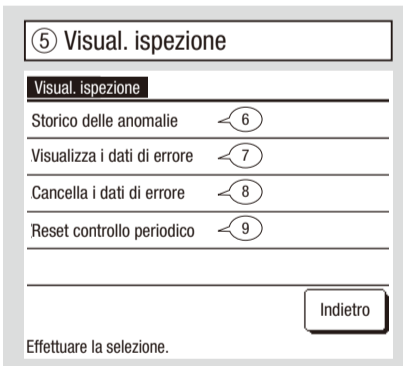 ⑤ Visual. ispezione
Visual. ispezione
Storico delle anomalie 6
Visualizza i dati di errore 7
Cancella i dati di errore 8
Reset controllo periodico 9
Indietro
Effettuare la selezione.